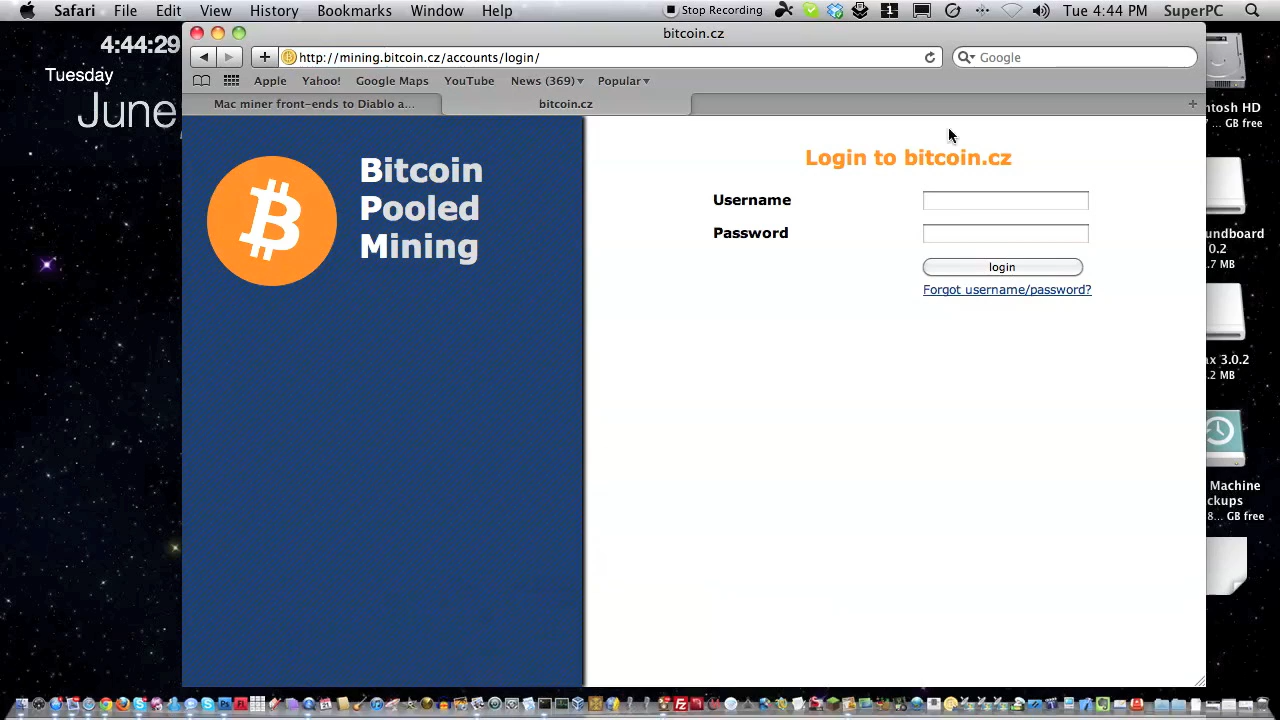 Safari File Edit View History Bookmarks Window Help Stop Recording 1 Tue 4:44 PM SuperPC
4:44:29
Tuesday
June
bitcoin.cz
http://mining.bitcoin.cz/accounts/login/
Google
Apple Yahoo! Google Maps YouTube News (369) Popular
Mac miner front-ends to Diablo a...
bitcoin.cz
Bitcoin
Pooled
Mining
Login to bitcoin.cz
Username
Password
login
Forgot username/password?
ntosh HD
... GB free
undboard
0.2
.7 MB
ax 3.0.2
.2 MB
Machine
ckups
8... GB free